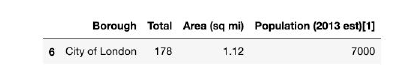 Borough Total Area (sq mi) Population (2013 est)[1]
6 City of London 178 1.12 7000